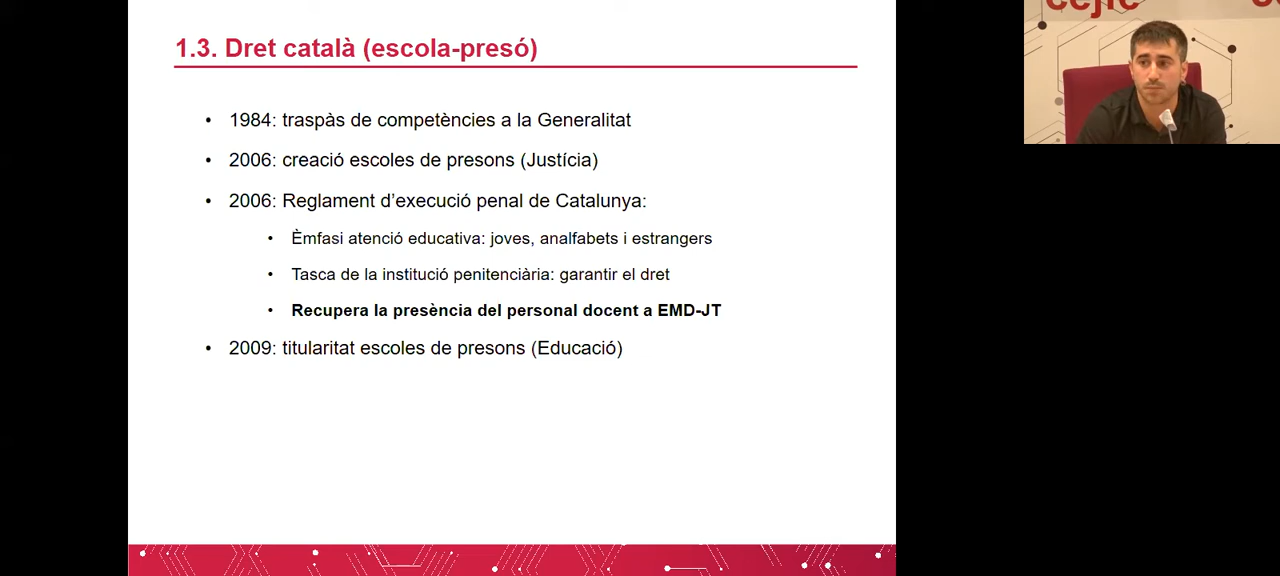 1.3. Dret català (escola-presó)
• 1984: traspàs de competències a la Generalitat
• 2006: creació escoles de presons (Justícia)
• 2006: Reglament d’execució penal de Catalunya:
• Èmfasi atenció educativa: joves, analfabets i estrangers
• Tasca de la institució penitenciària: garantir el dret
• Recupera la presència del personal docent a EMD-JT
• 2009: titularitat escoles de presons (Educació)
cejfe